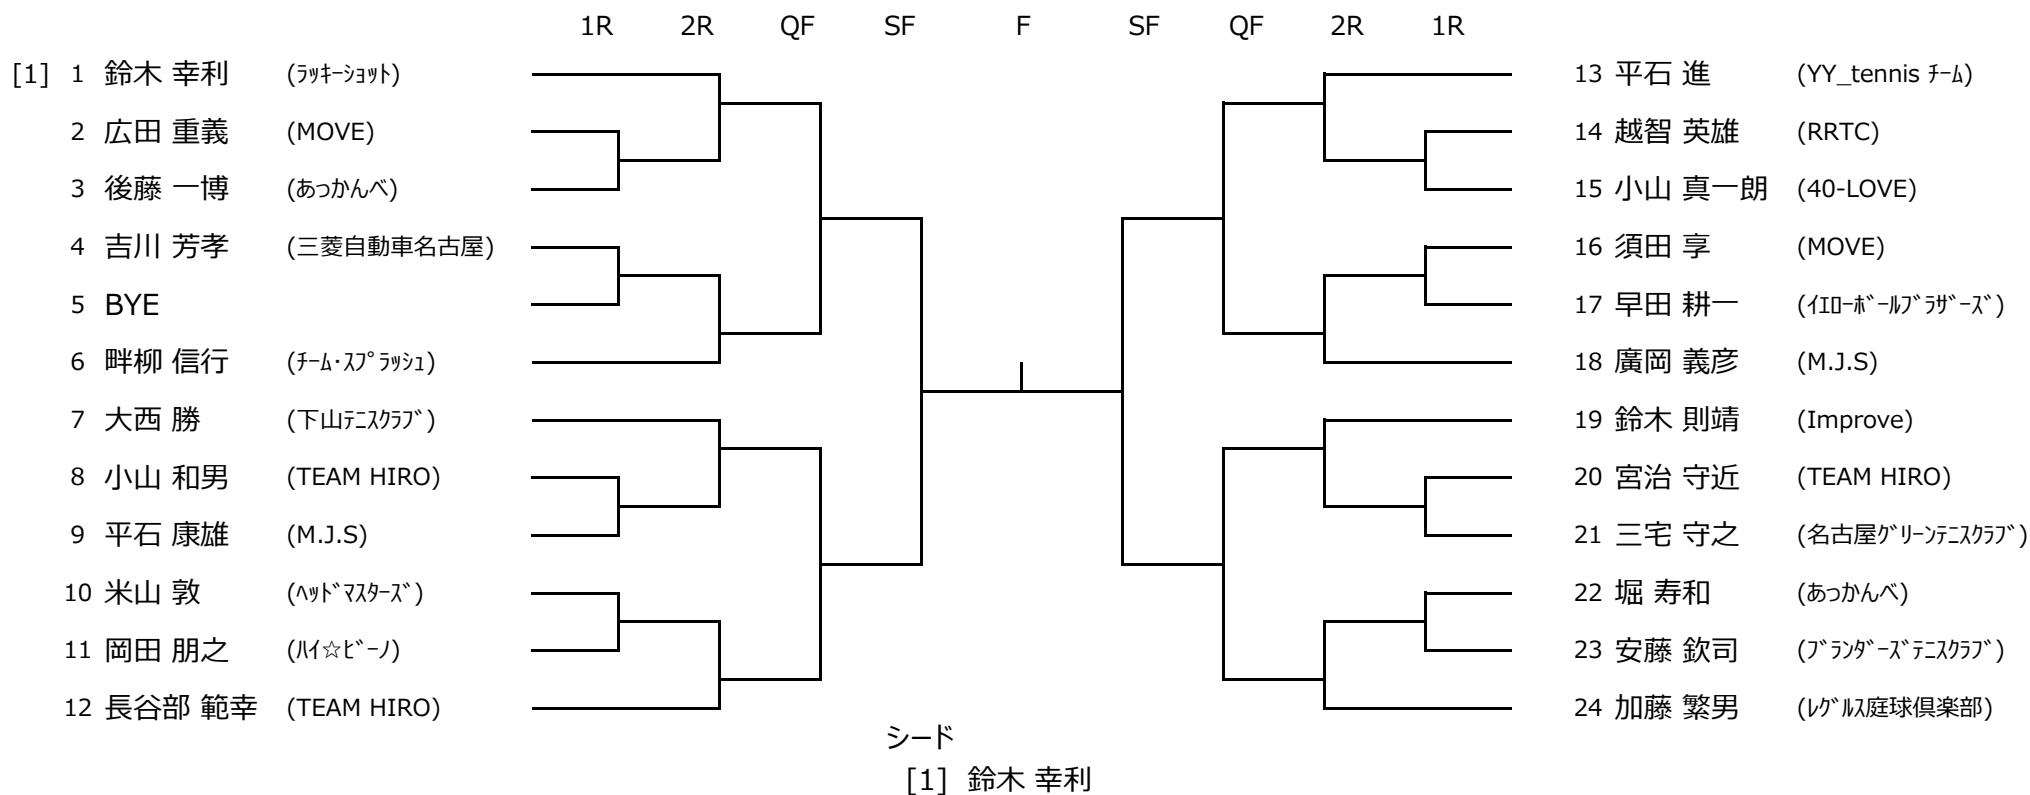 1R 2R QF SF F SF QF 2R 1R
[1] 1 鈴木 幸利 (ﾗｯｷｰｼｮｯﾄ) 13 平石 進 (YY_tennis ﾁｰﾑ)
2 広田 重義 (MOVE) 14 越智 英雄 (RRTC)
3 後藤 一博 (あっかんべ) 15 小山 真一朗 (40-LOVE)
4 吉川 芳孝 (三菱自動車名古屋) 16 須田 享 (MOVE)
5 BYE 17 早田 耕一 (ｲｴﾛｰﾎﾞｰﾙﾌﾞﾗｻﾞｰｽﾞ)
6 畔柳 信行 (ﾁｰﾑ･ｽﾌﾟﾗｯｼｭ) 18 廣岡 義彦 (M.J.S)
7 大西 勝 (下山ﾃﾆｽｸﾗﾌﾞ) 19 鈴木 則靖 (Improve)
8 小山 和男 (TEAM HIRO) 20 宮治 守近 (TEAM HIRO)
9 平石 康雄 (M.J.S) 21 三宅 守之 (名古屋ｸﾞﾘｰﾝﾃﾆｽｸﾗﾌﾞ)
10 米山 敦 (ﾍｯﾄﾞﾏｽﾀｰｽﾞ) 22 堀 寿和 (あっかんべ)
11 岡田 朋之 (ﾊｲ☆ﾋﾞｰﾉ) 23 安藤 欽司 (ﾌﾞﾗﾝﾀﾞｰｽﾞﾃﾆｽｸﾗﾌﾞ)
12 長谷部 範幸 (TEAM HIRO) 24 加藤 繁男 (ﾚｸﾞﾙｽ庭球倶楽部)
シード
[1] 鈴木 幸利